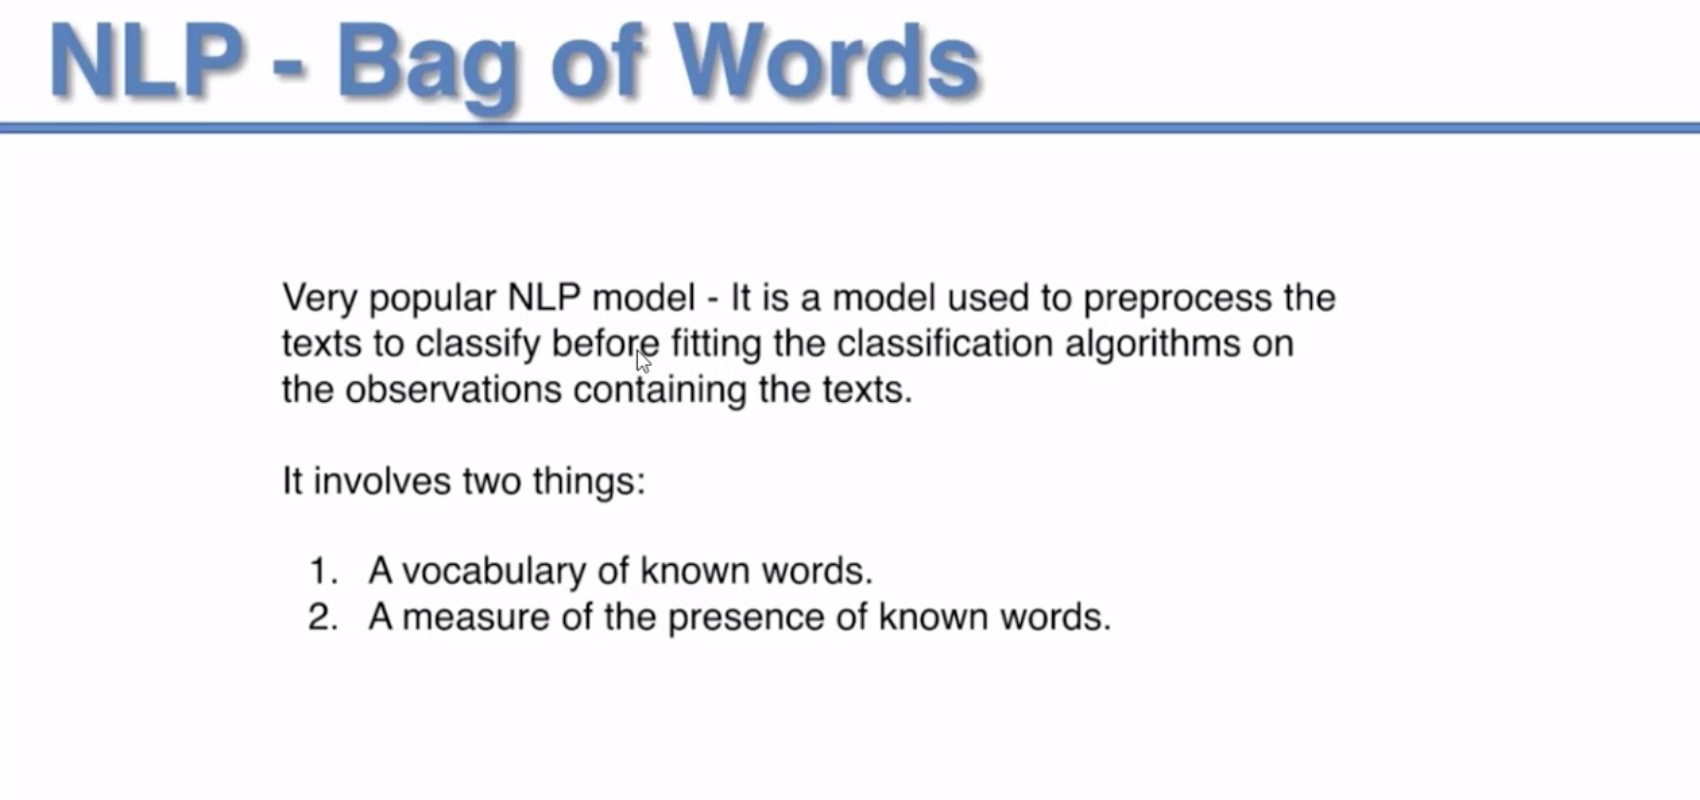 NLP - Bag of Words
Very popular NLP model - It is a model used to preprocess the
texts to classify before fitting the classification algorithms on
the observations containing the texts.
It involves two things:
1. A vocabulary of known words.
2. A measure of the presence of known words.